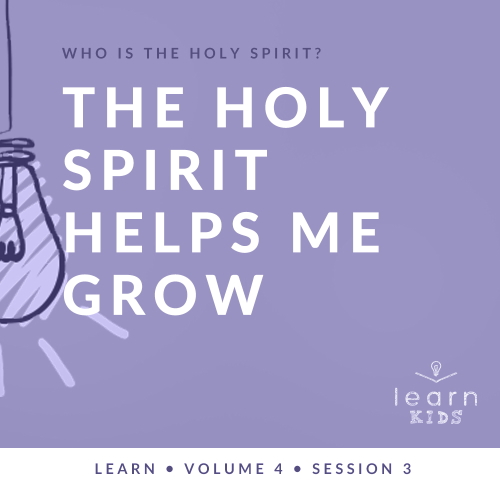 WHO IS THE HOLY SPIRIT?
THE HOLY
SPIRIT
HELPS ME
GROW
learn
KIDS
LEARN • VOLUME 4 • SESSION 3